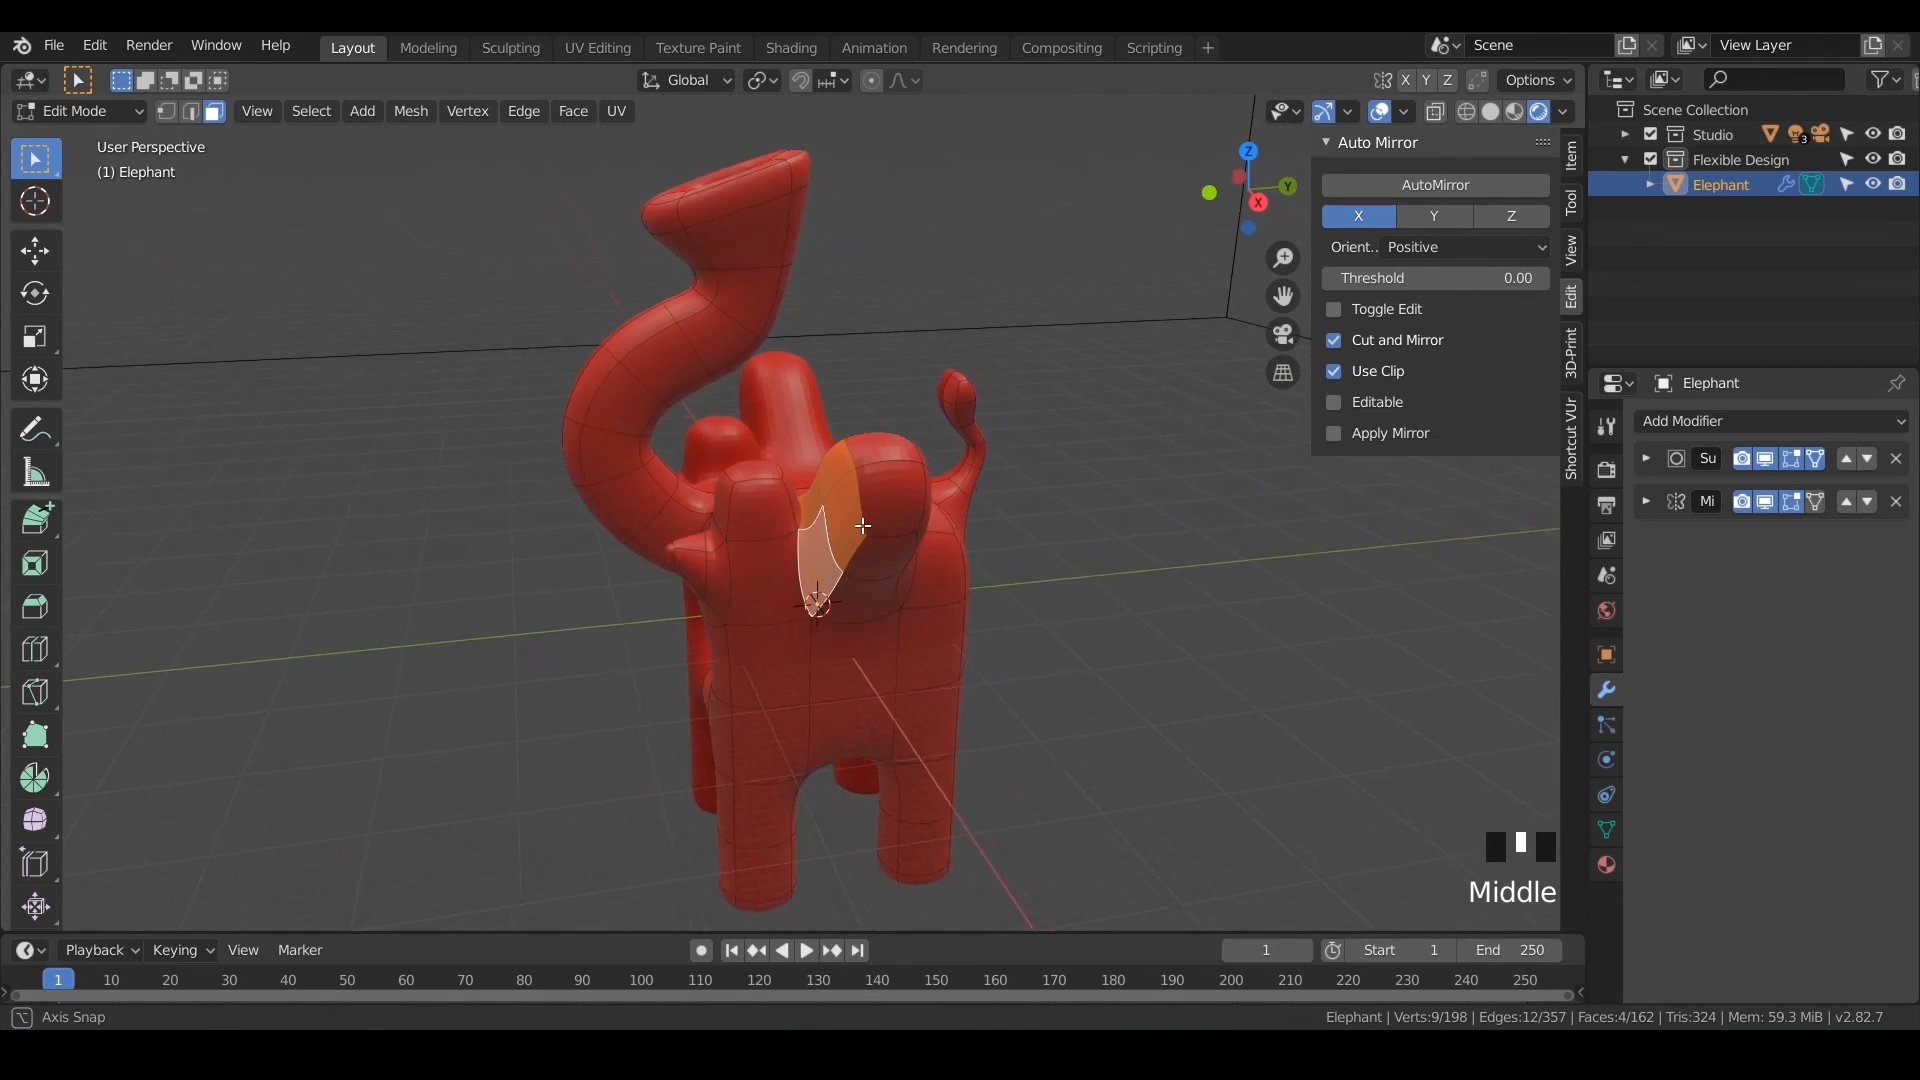 File Edit Render Window Help Layout Modeling Sculpting UV Editing Texture Paint Shading Animation Rendering Compositing Scripting + Scene View Layer
Global X Y Z Options
Edit Mode View Select Add Mesh Vertex Edge Face UV
User Perspective
(1) Elephant
Z
Y
X
Auto Mirror
AutoMirror
X Y Z
Orient.. Positive
Threshold 0.00
Toggle Edit
Cut and Mirror
Use Clip
Editable
Apply Mirror
Item
Tool
View
Edit
3D-Print
Shortcut VUr
Scene Collection
Studio 3
Flexible Design
Elephant
Elephant
Add Modifier
Su
Mi
Middle
Playback Keying View Marker 1 Start 1 End 250
1 10 20 30 40 50 60 70 80 90 100 110 120 130 140 150 160 170 180 190 200 210 220 230 240 250
Axis Snap
Elephant | Verts:9/198 | Edges:12/357 | Faces:4/162 | Tris:324 | Mem: 59.3 MiB | v2.82.7